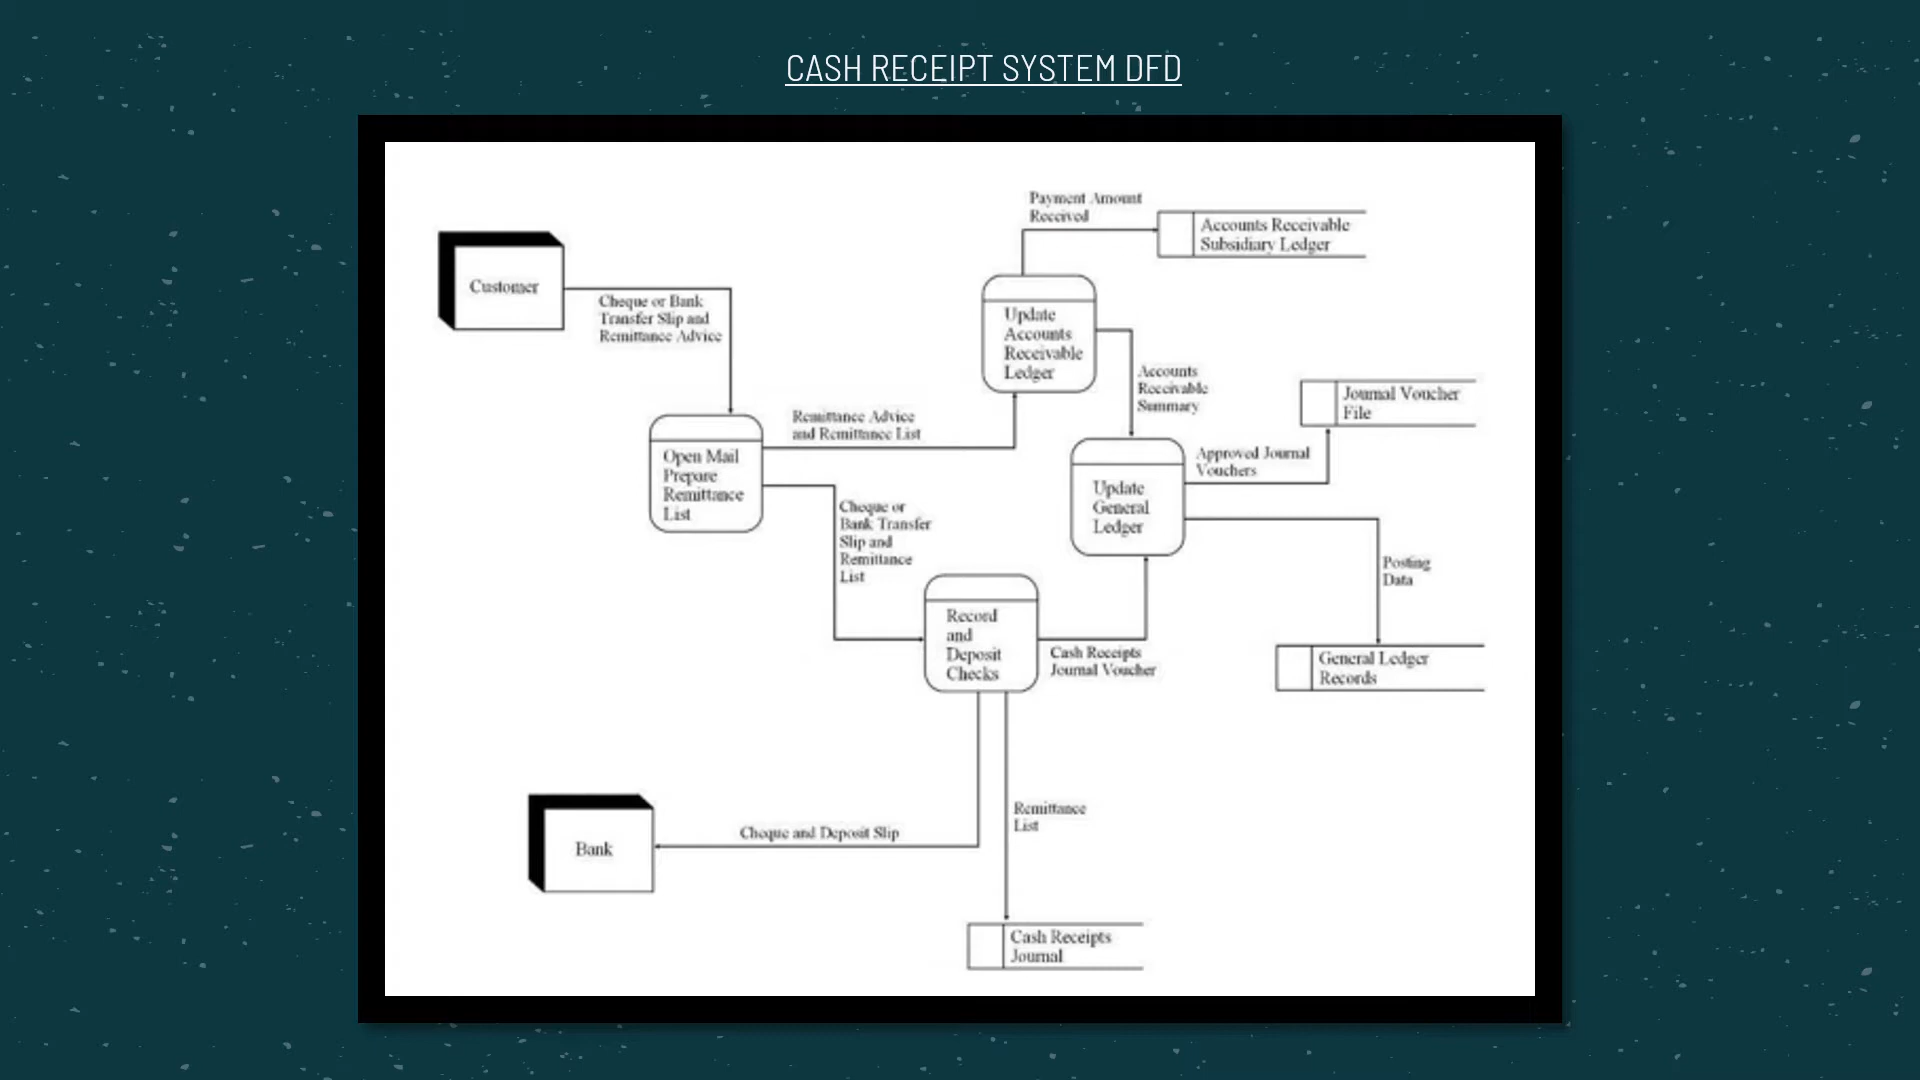 CASH RECEIPT SYSTEM DFD
Payment Amount
Received
Accounts Receivable
Subsidiary Ledger
Customer
Cheque or Bank
Transfer Slip and
Remittance Advice
Update
Accounts
Receivable
Ledger
Accounts
Receivable
Summary
Journal Voucher
File
Remittance Advice
and Remittance List
Open Mail
Prepare
Remittance
List
Approved Journal
Vouchers
Update
General
Ledger
Cheque or
Bank Transfer
Slip and
Remittance
List
Posting
Data
Record
and
Deposit
Checks
Cash Receipts
Journal Voucher
General Ledger
Records
Remittance
List
Cheque and Deposit Slip
Bank
Cash Receipts
Journal